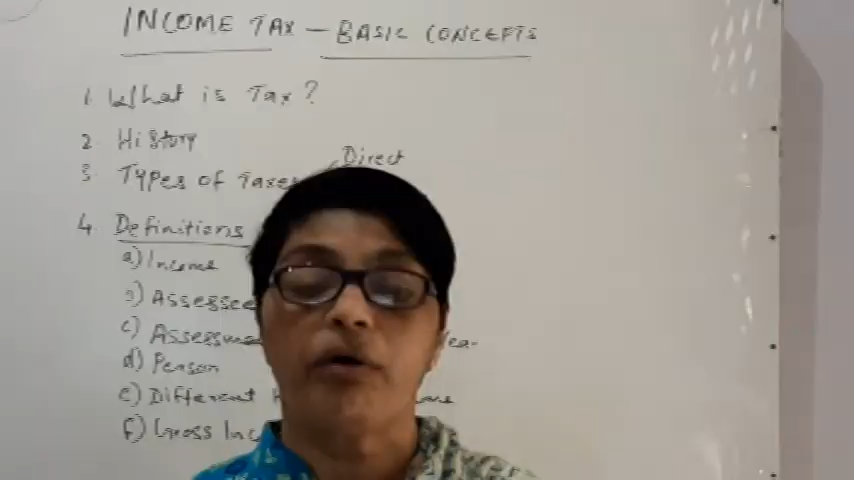 INCOME TAX — BASIC CONCEPTS
1. What is Tax?
2. History
Direct
3. Types of Taxes
4. Definitions
a) Income
b) Assessee
c) Assessme
d) Person
e) Different
f) Gross Inc